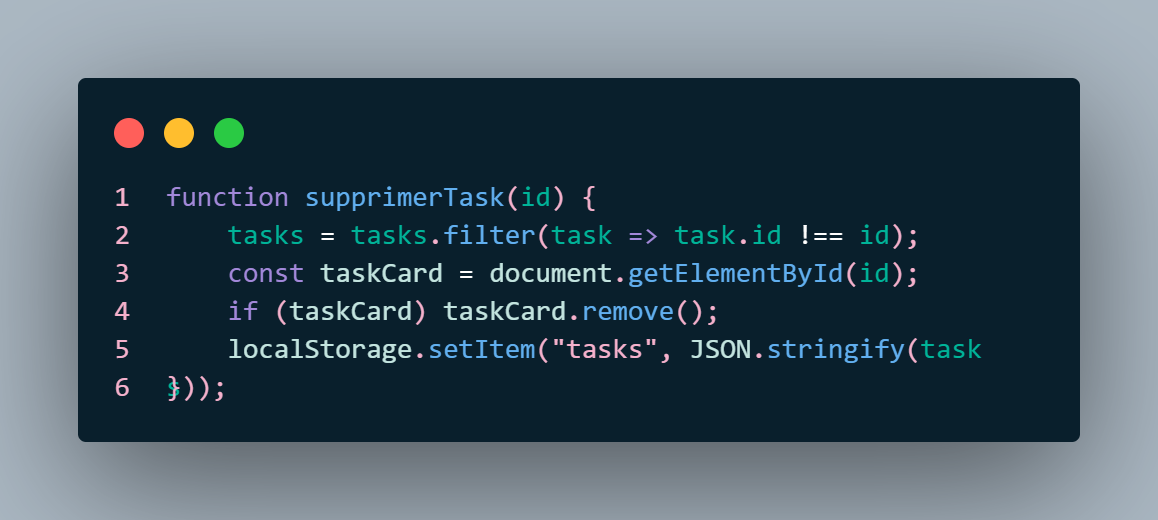 1 function supprimerTask(id) {
2     tasks = tasks.filter(task => task.id !== id);
3     const taskCard = document.getElementById(id);
4     if (taskCard) taskCard.remove();
5     localStorage.setItem("tasks", JSON.stringify(task
s));
6 }